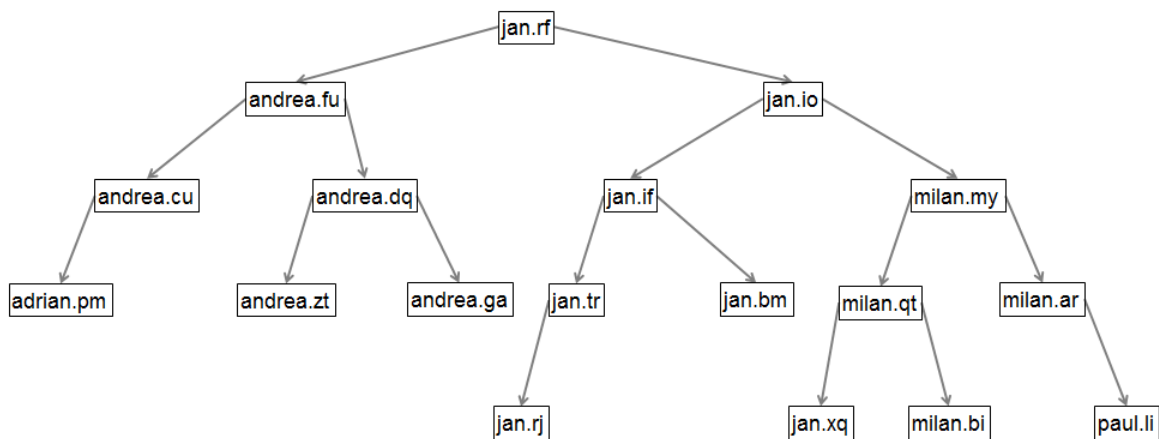 jan.rf
andrea.fu
jan.io
andrea.cu
andrea.dq
jan.if
milan.my
adrian.pm
andrea.zt
andrea.ga
jan.tr
jan.bm
milan.qt
milan.ar
jan.rj
jan.xq
milan.bi
paul.li